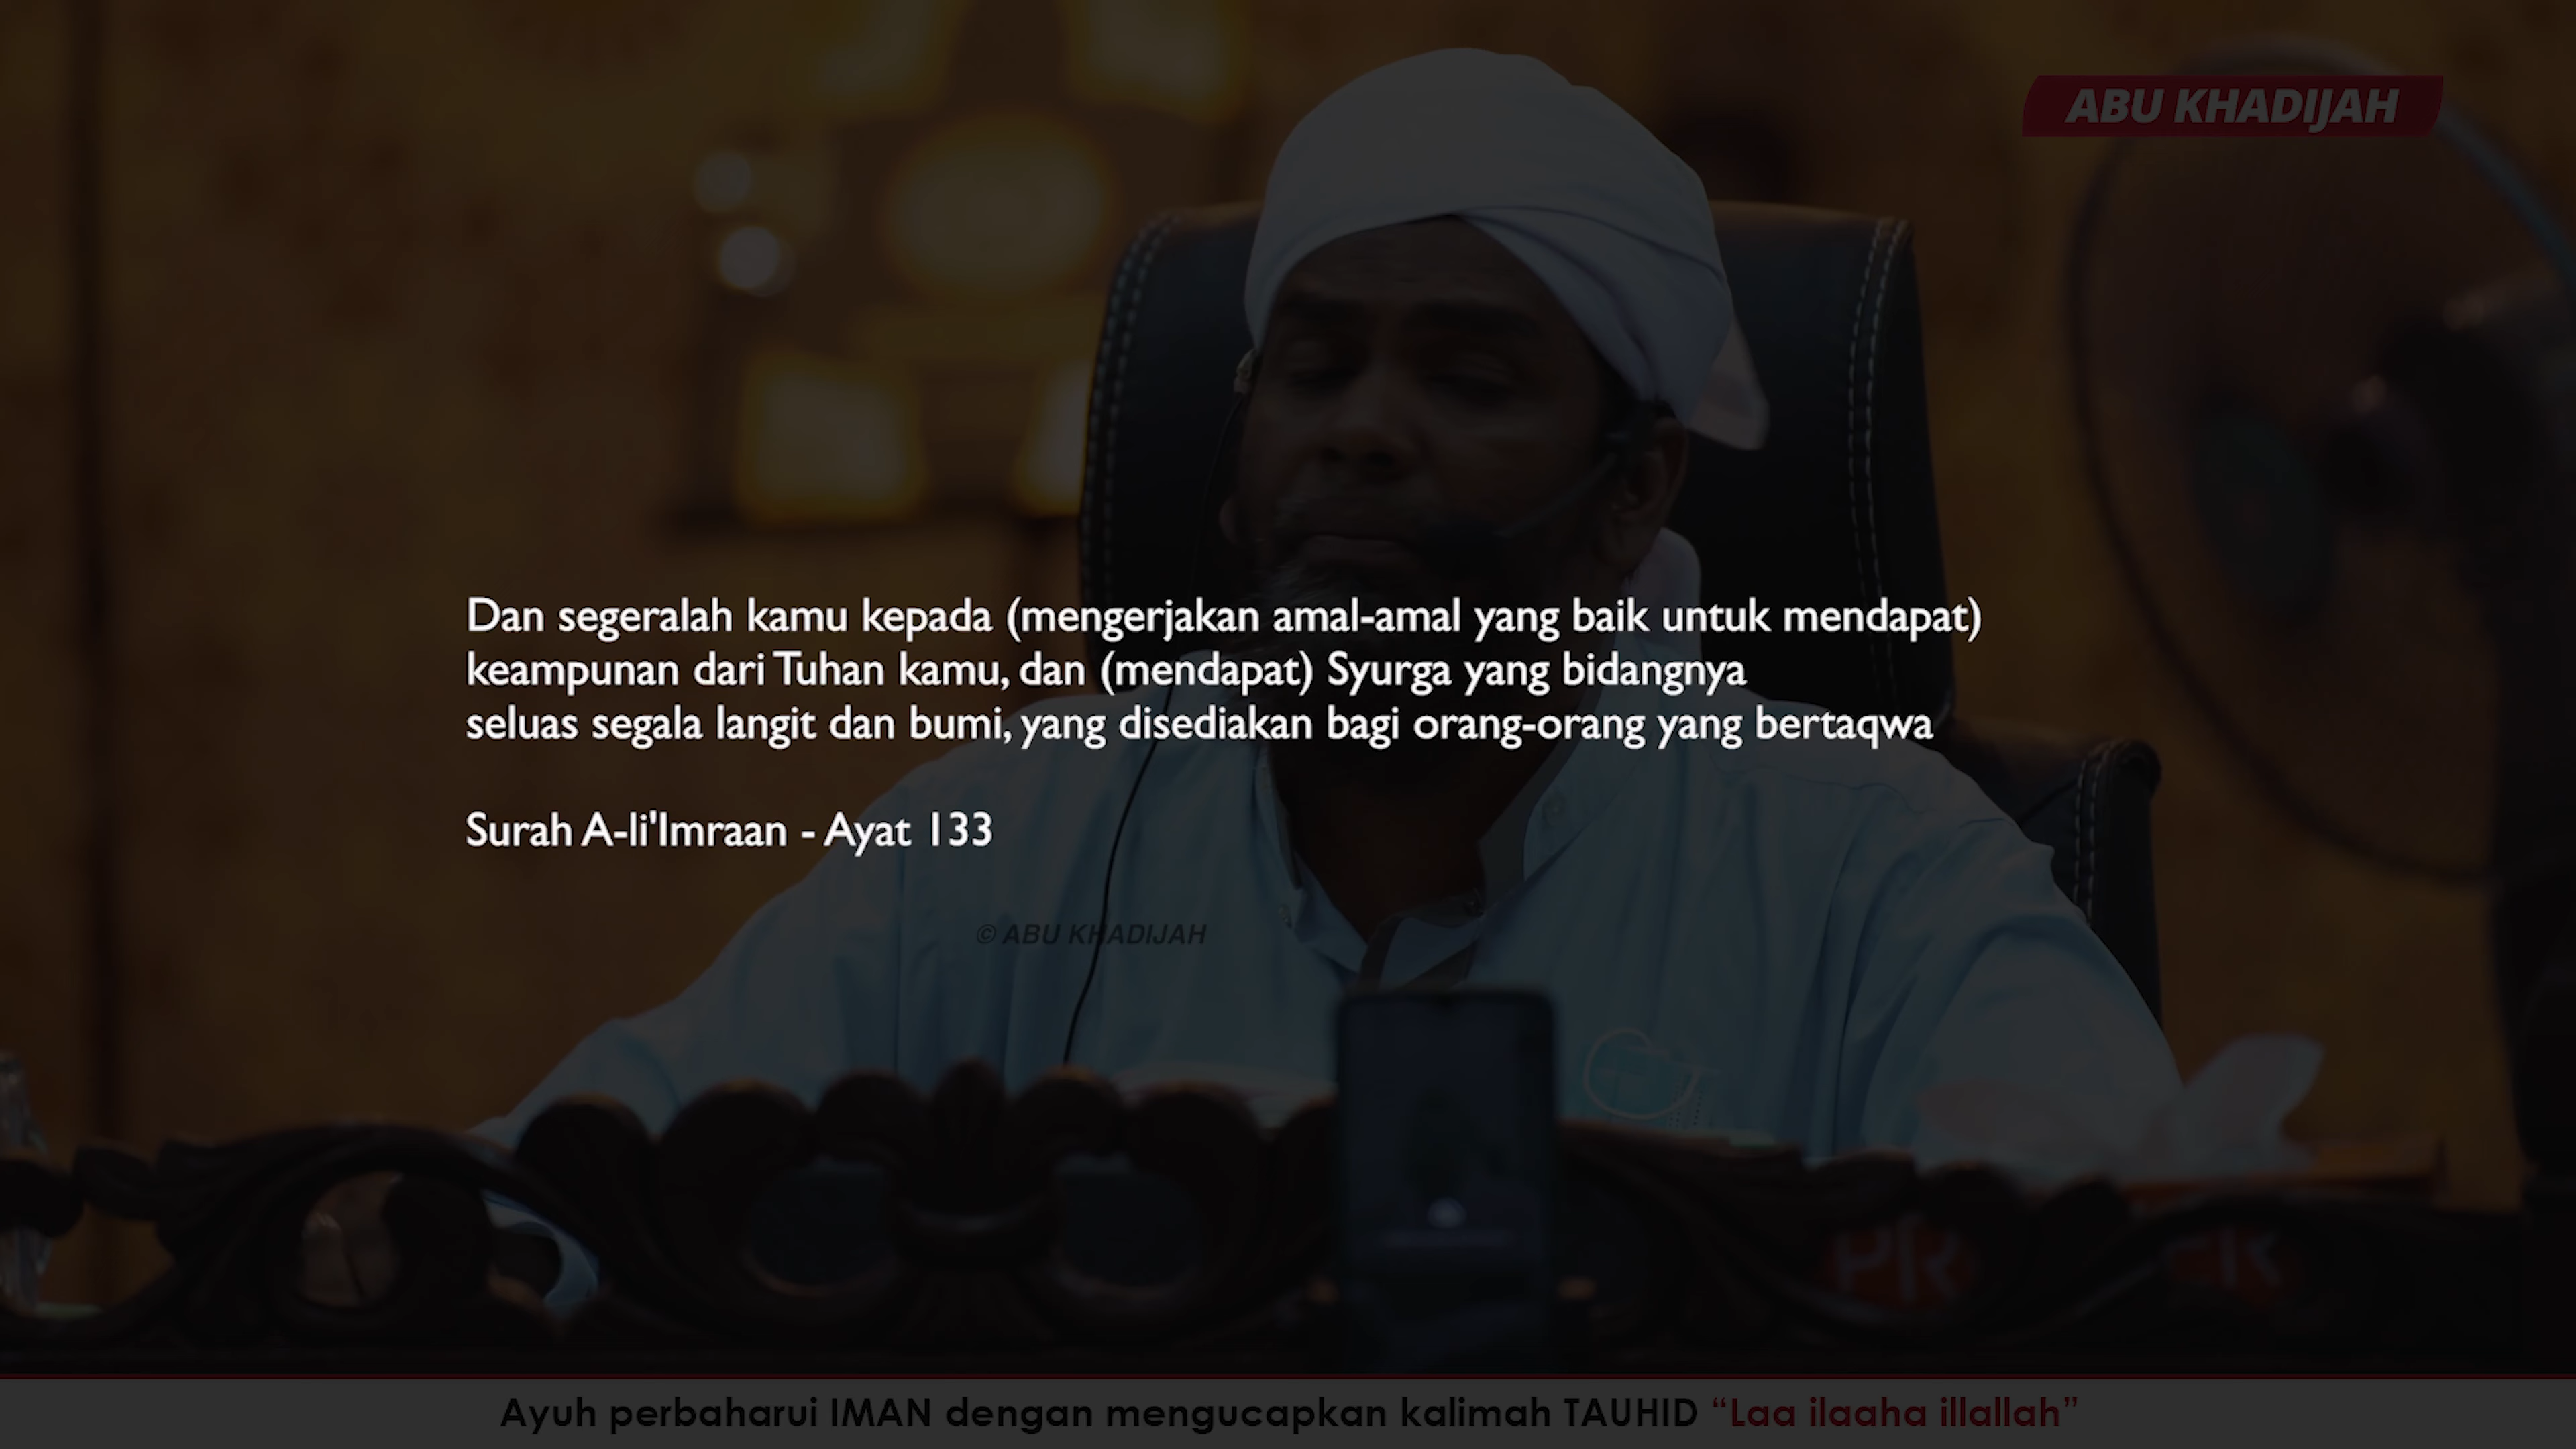 ABU KHADIJAH
Dan segeralah kamu kepada (mengerjakan amal-amal yang baik untuk mendapat)
keampunan dari Tuhan kamu, dan (mendapat) Syurga yang bidangnya
seluas segala langit dan bumi, yang disediakan bagi orang-orang yang bertaqwa
Surah A-li'Imraan - Ayat 133
© ABU KHADIJAH
PR
Ayuh perbaharui IMAN dengan mengucapkan kalimah TAUHID “Laa ilaaha illallah”